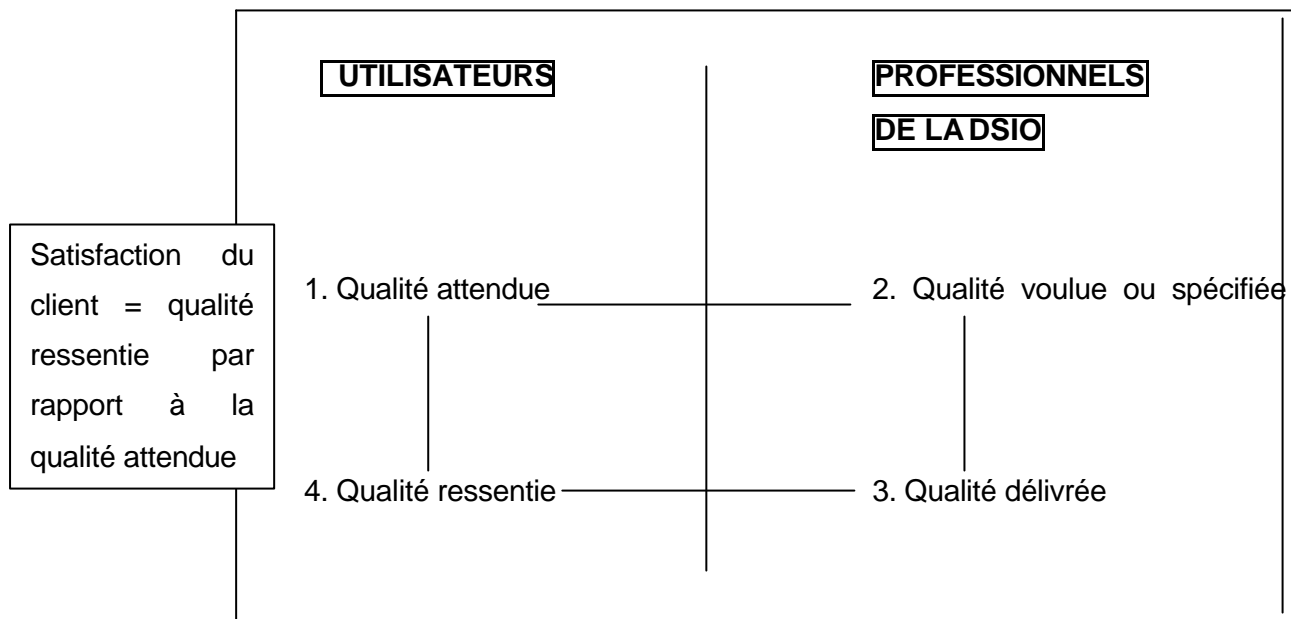 UTILISATEURS
PROFESSIONNELS
DE LA DSIO
Satisfaction du
client = qualité
ressentie par
rapport à la
qualité attendue
1. Qualité attendue
2. Qualité voulue ou spécifiée
4. Qualité ressentie
3. Qualité délivrée